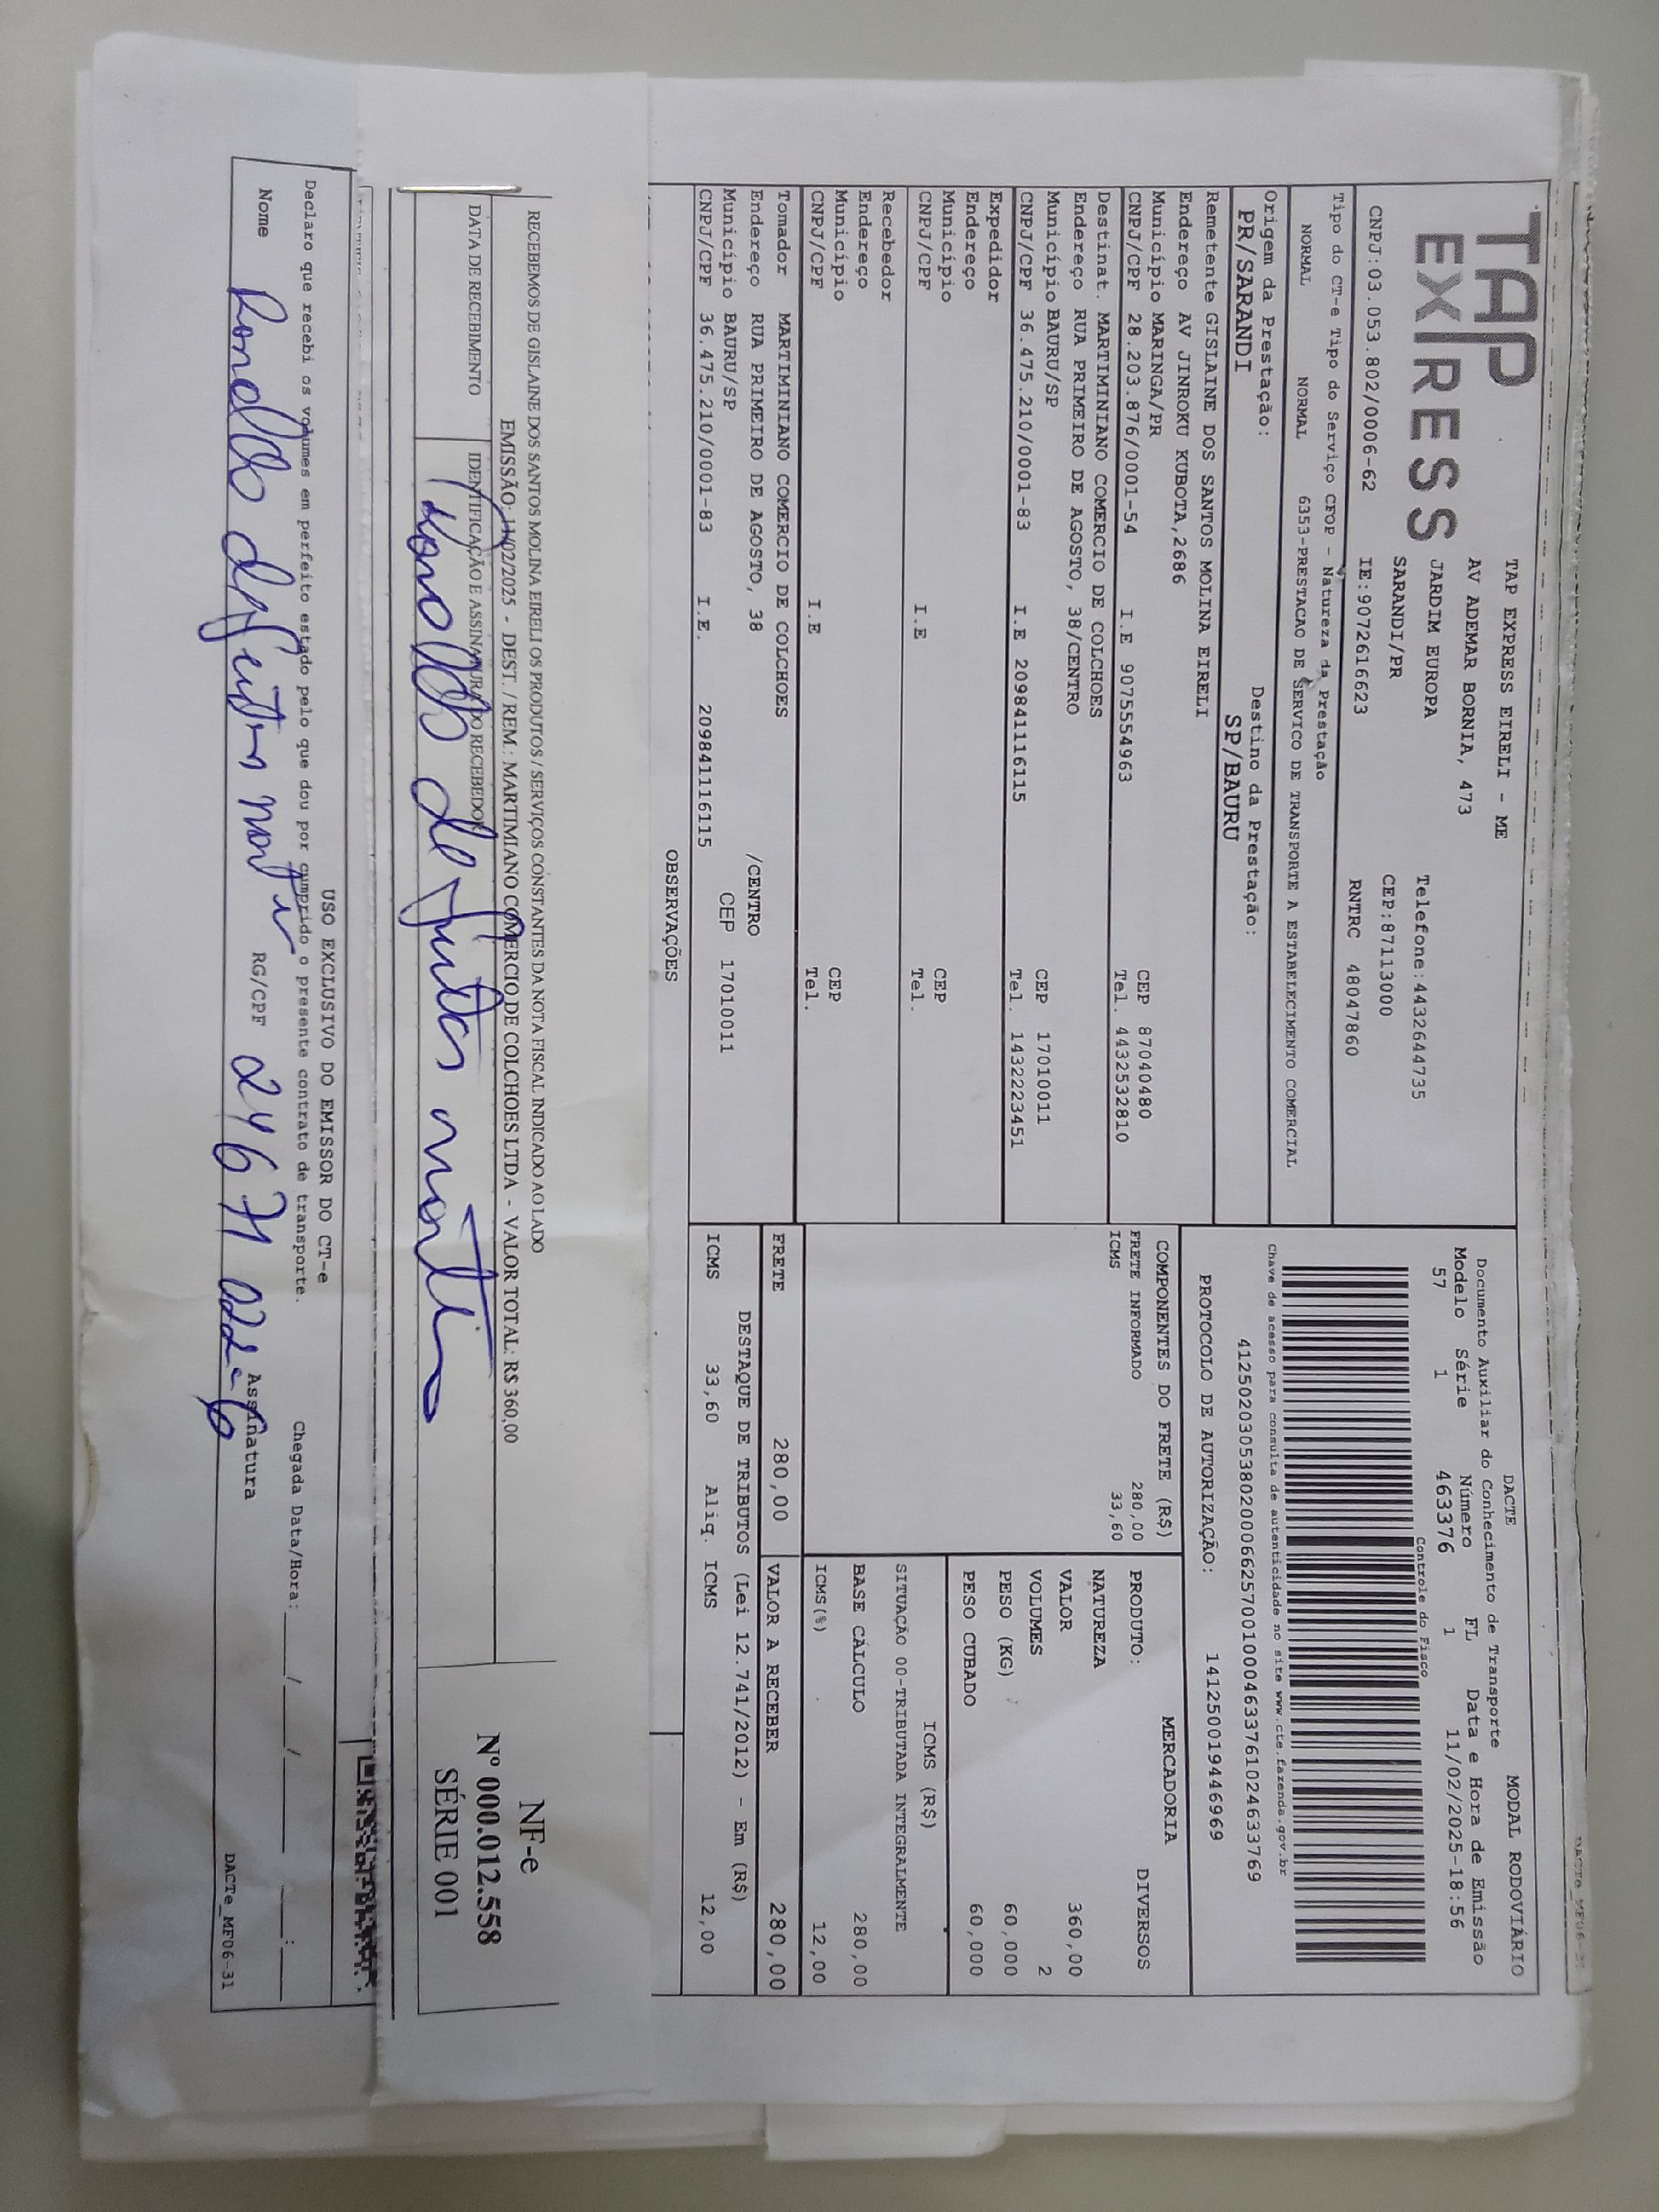 TAP EXPRESS
TAP EXPRESS EIRELI - ME
AV ADEMAR BORNIA, 473
JARDIM EUROPA Telefone:4432644735
SARANDI/PR CEP:87113000
CNPJ:03.053.802/0006-62 IE:9072616623 RNTRC 48047860
Tipo do CT-e Tipo do Serviço CFOP - Natureza da Prestação
NORMAL NORMAL 6353-PRESTACAO DE SERVICO DE TRANSPORTE A ESTABELECIMENTO COMERCIAL
Origem da Prestação: Destino da Prestação:
PR/SARANDI SP/BAURU
DACTE MODAL RODOVIÁRIO
Documento Auxiliar do Conhecimento de Transporte
Modelo Série Número FL Data e Hora de Emissão
57 1 463376 1 11/02/2025-18:56
Controle do Fisco
Chave de acesso para consulta de autenticidade no site www.cte.fazenda.gov.br
41250203053802000662570010004633761024633769
PROTOCOLO DE AUTORIZAÇÃO: 141250019446969
Remetente GISLAINE DOS SANTOS MOLINA EIRELI
Endereço AV JINROKU KUBOTA,2686
Município MARINGA/PR CEP 87040480
CNPJ/CPF 28.203.876/0001-54 I.E 9075554963 Tel. 4432532810
Destinat. MARTIMINIANO COMERCIO DE COLCHOES
Endereço RUA PRIMEIRO DE AGOSTO, 38/CENTRO
Município BAURU/SP CEP 17010011
CNPJ/CPF 36.475.210/0001-83 I.E 209841116115 Tel. 1432223451
Expedidor
Endereço
Município CEP
CNPJ/CPF I.E Tel.
Recebedor
Endereço
Município CEP
CNPJ/CPF I.E Tel.
Tomador MARTIMINIANO COMERCIO DE COLCHOES
Endereço RUA PRIMEIRO DE AGOSTO, 38 /CENTRO
Município BAURU/SP CEP 17010011
CNPJ/CPF 36.475.210/0001-83 I.E. 209841116115
OBSERVAÇÕES
COMPONENTES DO FRETE (R$)
FRETE INFORMADO 280,00
ICMS 33,60
MERCADORIA
PRODUTO: DIVERSOS
NATUREZA
VALOR 360,00
VOLUMES 2
PESO (KG) 60,000
PESO CUBADO 60,000
ICMS (R$)
SITUAÇÃO 00-TRIBUTADA INTEGRALMENTE
BASE CÁLCULO 280,00
ICMS(%) 12,00
FRETE 280,00 VALOR A RECEBER 280,00
DESTAQUE DE TRIBUTOS (Lei 12.741/2012) - Em (R$)
ICMS 33,60 Aliq. ICMS 12,00
RECEBEMOS DE GISLAINE DOS SANTOS MOLINA EIRELI OS PRODUTOS / SERVIÇOS CONSTANTES DA NOTA FISCAL INDICADO AO LADO
EMISSÃO: 11/02/2025 - DEST. / REM.: MARTIMIANO COMERCIO DE COLCHOES LTDA - VALOR TOTAL: R$ 360,00
DATA DE RECEBIMENTO IDENTIFICAÇÃO E ASSINATURA DO RECEBEDOR
NF-e
Nº 000.012.558
SÉRIE 001
USO EXCLUSIVO DO EMISSOR DO CT-e
Declaro que recebi os volumes em perfeito estado pelo que dou por cumprido o presente contrato de transporte. Chegada Data/Hora: ___/___/___ ___:___
Nome RG/CPF Assinatura
DACTe_MF06-31